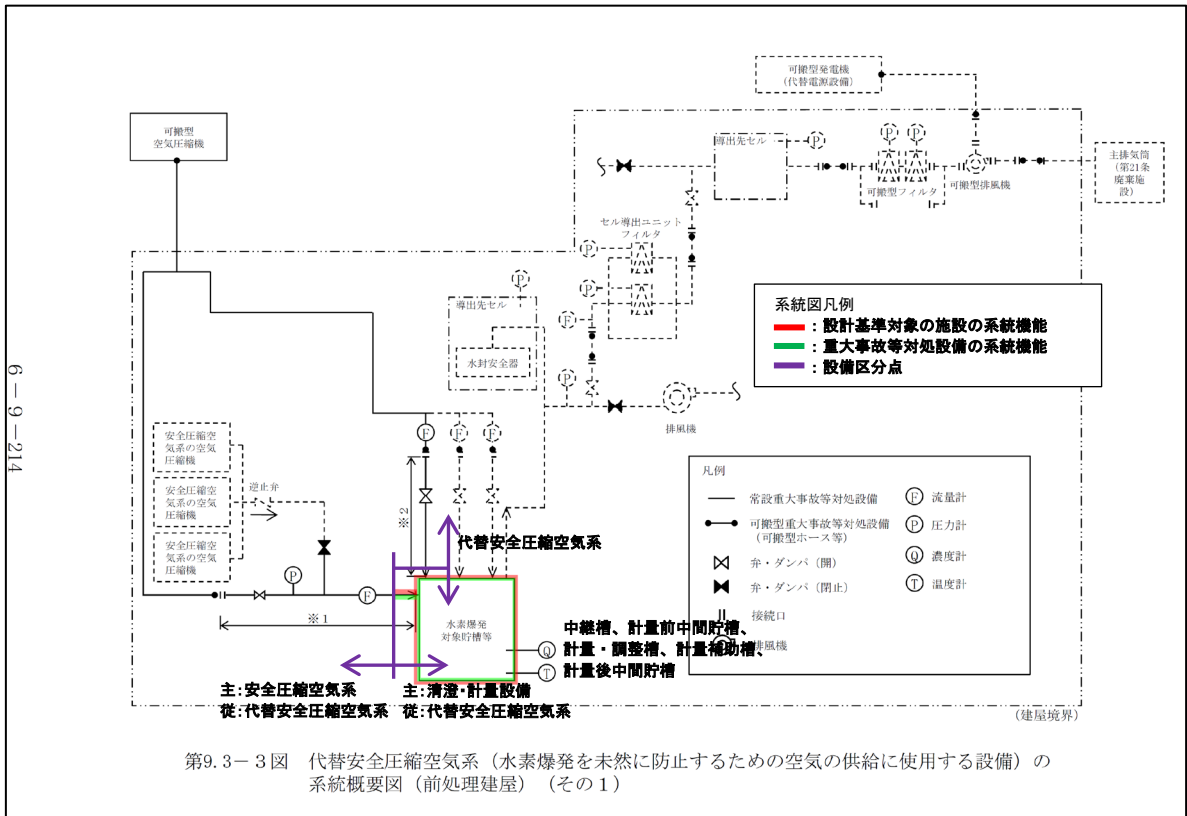 可搬型発電機
(代替電源設備)
可搬型
空気圧縮機
導出先セル
P
P
P
可搬型フィルタ
可搬型排風機
主排気筒
(第21条
廃棄施
設)
セル導出ユニット
フィルタ
P
P
P
導出先セル
F
水封安全器
P
排風機
系統図凡例
:設計基準対象の施設の系統機能
:重大事故等対処設備の系統機能
:設備区分点
6-9-214
安全圧縮空
気系の空気
圧縮機
安全圧縮空
気系の空気
圧縮機
安全圧縮空
気系の空気
圧縮機
逆止弁
F
F
F
※2
P
F
※1
代替安全圧縮空気系
水素爆発
対象貯槽等
Q
T
中継槽、計量前中間貯槽、
計量・調整槽、計量補助槽、
計量後中間貯槽
主:安全圧縮空気系
従:代替安全圧縮空気系
主:清澄・計量設備
従:代替安全圧縮空気系
凡例
常設重大事故等対処設備
可搬型重大事故等対処設備
(可搬型ホース等)
弁・ダンパ(開)
弁・ダンパ(閉止)
接続口
排風機
F 流量計
P 圧力計
Q 濃度計
T 温度計
(建屋境界)
第9.3-3図 代替安全圧縮空気系(水素爆発を未然に防止するための空気の供給に使用する設備)の
系統概要図(前処理建屋)(その1)